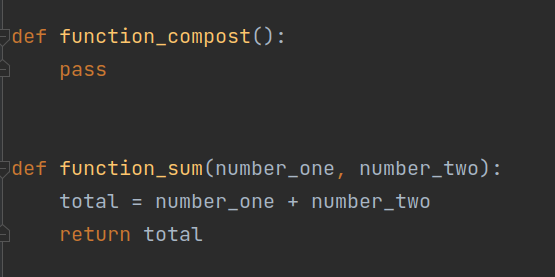 def function_compost():
    pass
def function_sum(number_one, number_two):
    total = number_one + number_two
    return total